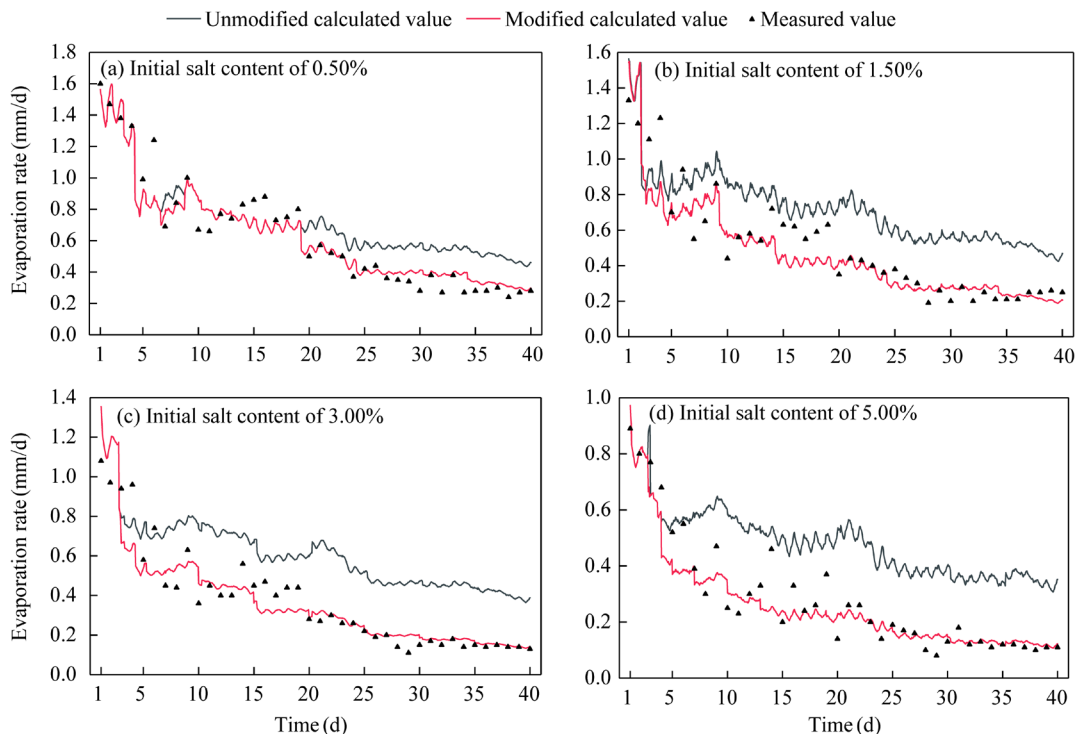 Unmodified calculated value Modified calculated value Measured value
(a) Initial salt content of 0.50%
Evaporation rate (mm/d)
1.8
1.6
1.4
1.2
1.0
0.8
0.6
0.4
0.2
0.0
1 5 10 15 20 25 30 35 40
(b) Initial salt content of 1.50%
1.6
1.4
1.2
1.0
0.8
0.6
0.4
0.2
0.0
1 5 10 15 20 25 30 35 40
(c) Initial salt content of 3.00%
Evaporation rate (mm/d)
1.4
1.2
1.0
0.8
0.6
0.4
0.2
0.0
1 5 10 15 20 25 30 35 40
Time (d)
(d) Initial salt content of 5.00%
1.0
0.8
0.6
0.4
0.2
0.0
1 5 10 15 20 25 30 35 40
Time (d)